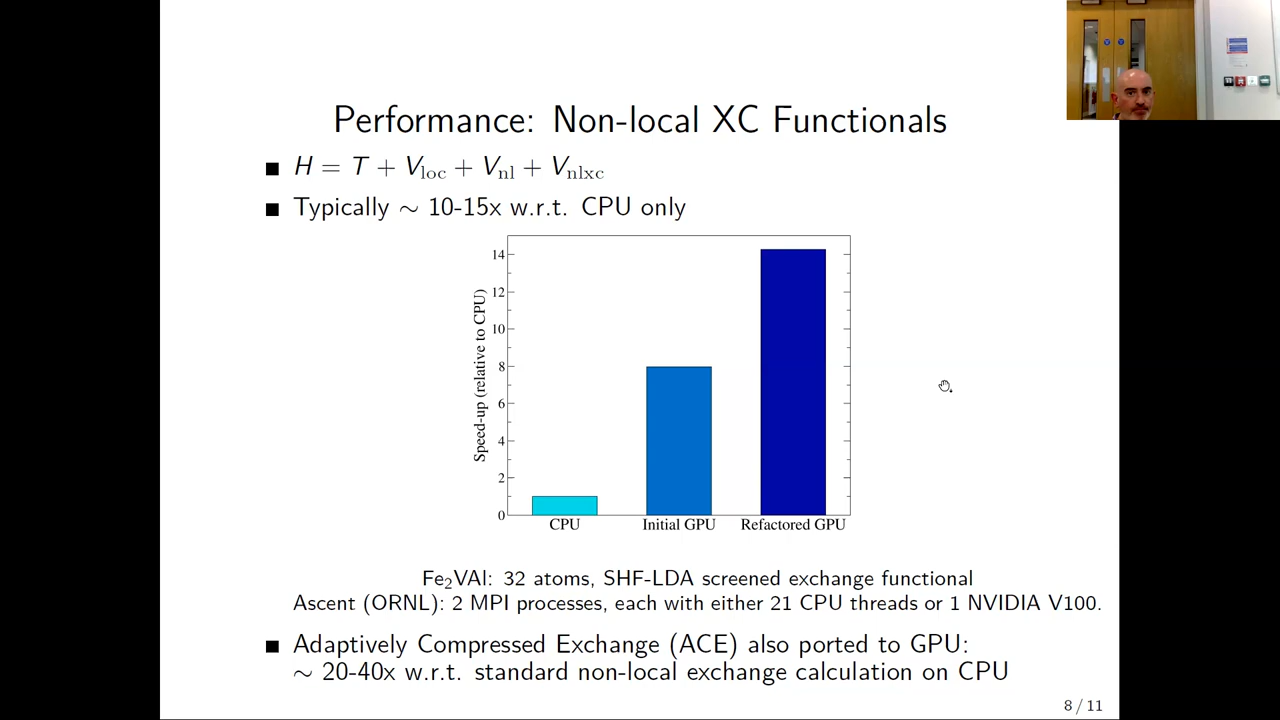 Performance: Non-local XC Functionals
■ H = T + V_loc + V_nl + V_nlxc
■ Typically ∼ 10-15x w.r.t. CPU only
Speed-up (relative to CPU)
14
12
10
8
6
4
2
0
CPU Initial GPU Refactored GPU
Fe₂VAl: 32 atoms, SHF-LDA screened exchange functional
Ascent (ORNL): 2 MPI processes, each with either 21 CPU threads or 1 NVIDIA V100.
■ Adaptively Compressed Exchange (ACE) also ported to GPU:
∼ 20-40x w.r.t. standard non-local exchange calculation on CPU
8 / 11